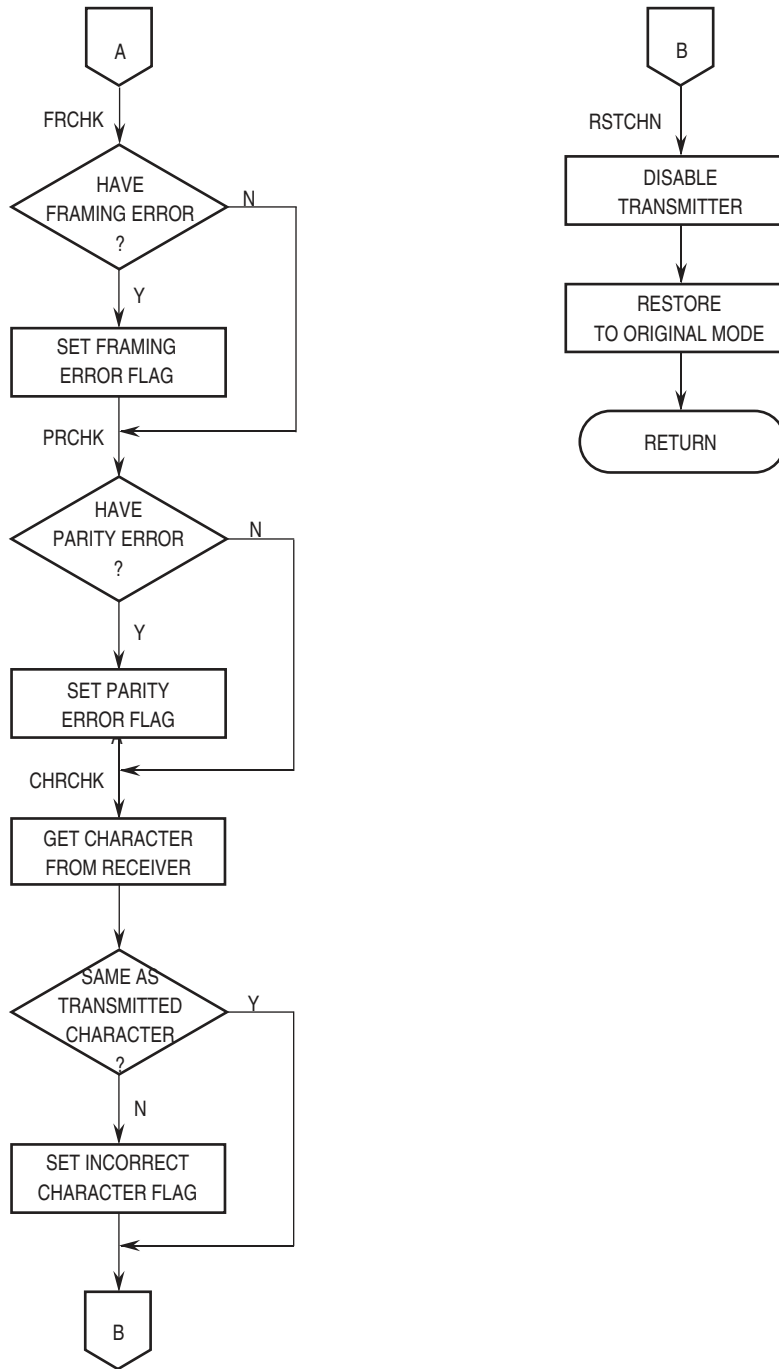 A
FRCHK
HAVE
FRAMING ERROR
?
N
Y
SET FRAMING
ERROR FLAG
PRCHK
HAVE
PARITY ERROR
?
N
Y
SET PARITY
ERROR FLAG
CHRCHK
GET CHARACTER
FROM RECEIVER
SAME AS
TRANSMITTED
CHARACTER
?
Y
N
SET INCORRECT
CHARACTER FLAG
B
B
RSTCHN
DISABLE
TRANSMITTER
RESTORE
TO ORIGINAL MODE
RETURN